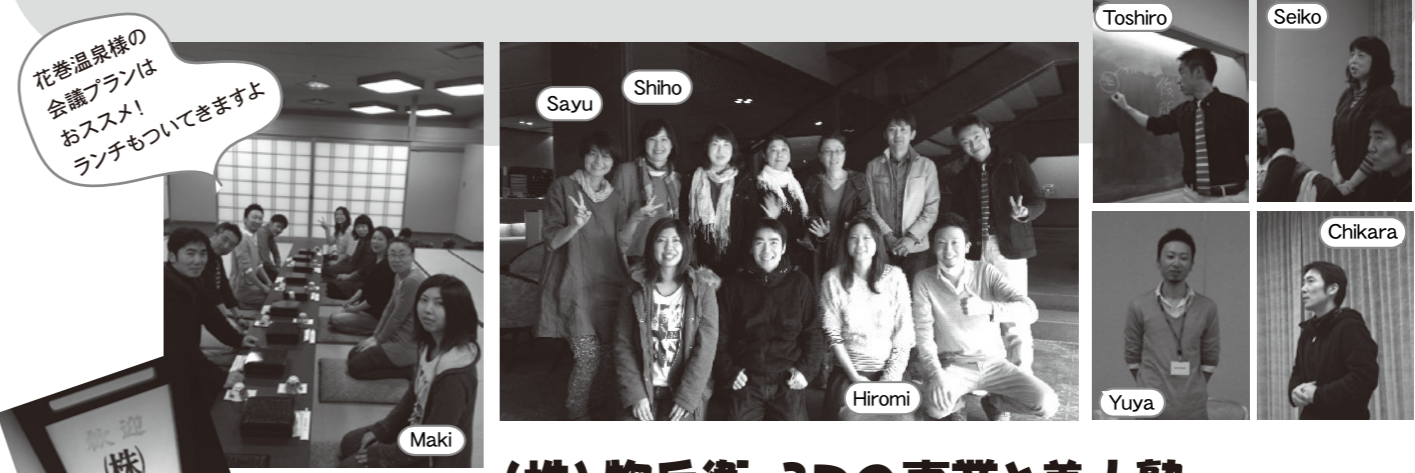 花巻温泉様の
会議プランは
おススメ！
ランチもついてきますよ
Sayu
Shiho
Hiromi
Maki
Toshiro
Seiko
Yuya
Chikara
歓迎
㈱